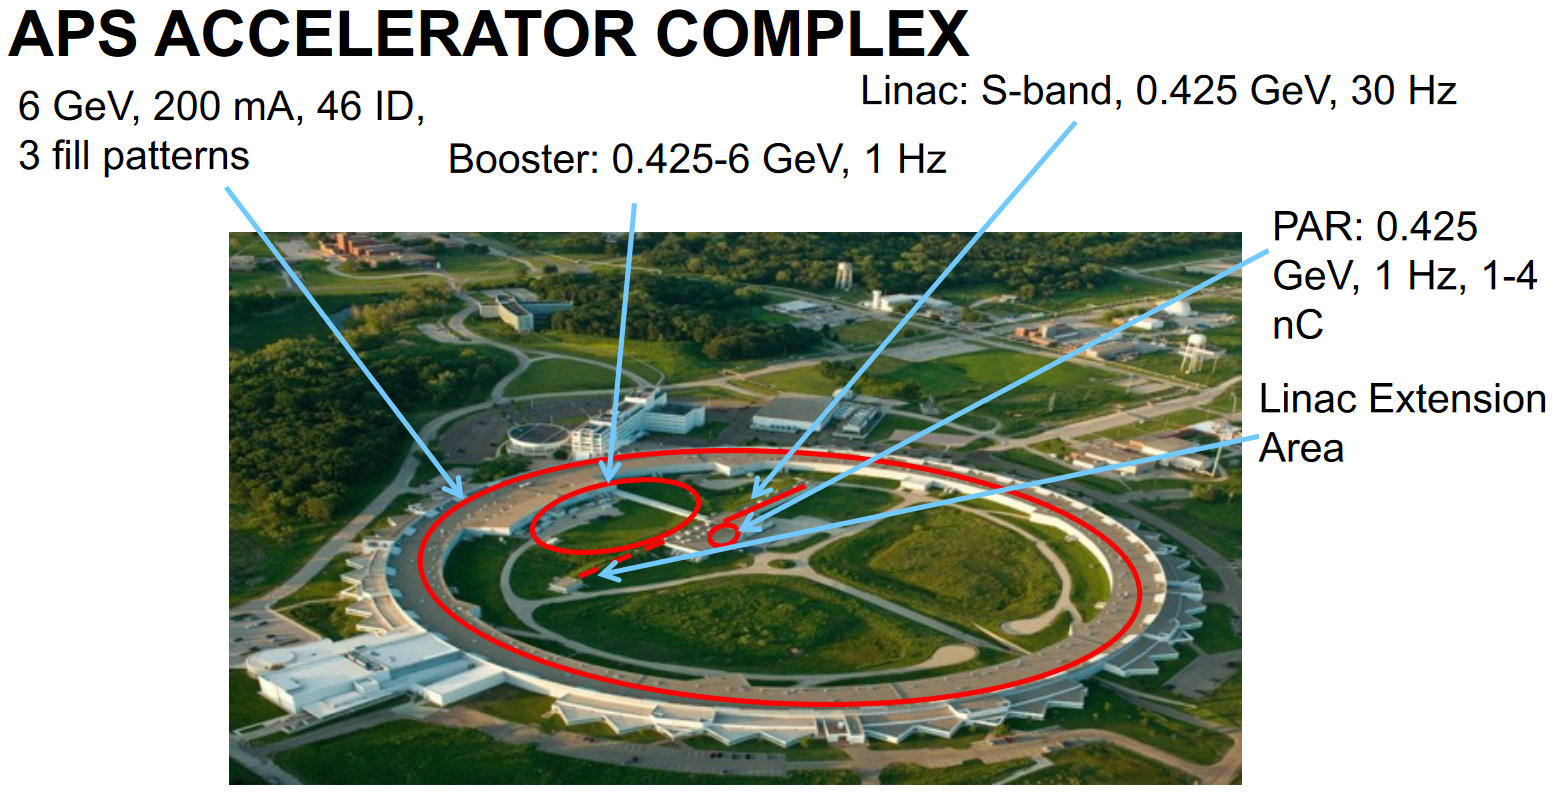 APS ACCELERATOR COMPLEX
6 GeV, 200 mA, 46 ID,
3 fill patterns
Booster: 0.425-6 GeV, 1 Hz
Linac: S-band, 0.425 GeV, 30 Hz
PAR: 0.425
GeV, 1 Hz, 1-4
nC
Linac Extension
Area